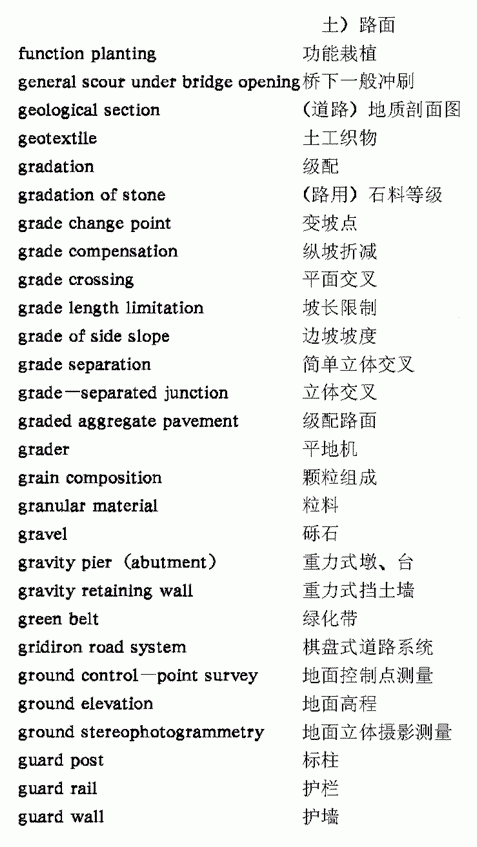 土）路面
function planting 功能栽植
general scour under bridge opening 桥下一般冲刷
geological section （道路）地质剖面图
geotextile 土工织物
gradation 级配
gradation of stone （路用）石料等级
grade change point 变坡点
grade compensation 纵坡折减
grade crossing 平面交叉
grade length limitation 坡长限制
grade of side slope 边坡坡度
grade separation 简单立体交叉
grade—separated junction 立体交叉
graded aggregate pavement 级配路面
grader 平地机
grain composition 颗粒组成
granular material 粒料
gravel 砾石
gravity pier (abutment) 重力式墩、台
gravity retaining wall 重力式挡土墙
green belt 绿化带
gridiron road system 棋盘式道路系统
ground control—point survey 地面控制点测量
ground elevation 地面高程
ground stereophotogrammetry 地面立体摄影测量
guard post 标柱
guard rail 护栏
guard wall 护墙